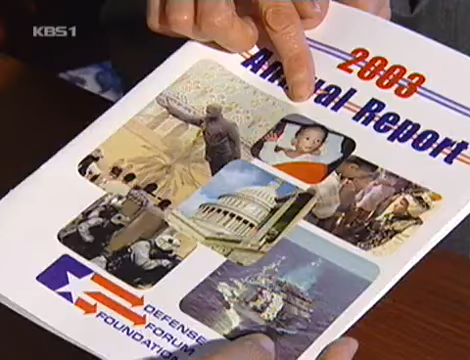 KBS1
2003
Annual Report
DEFENSE
FORUM
FOUNDATION